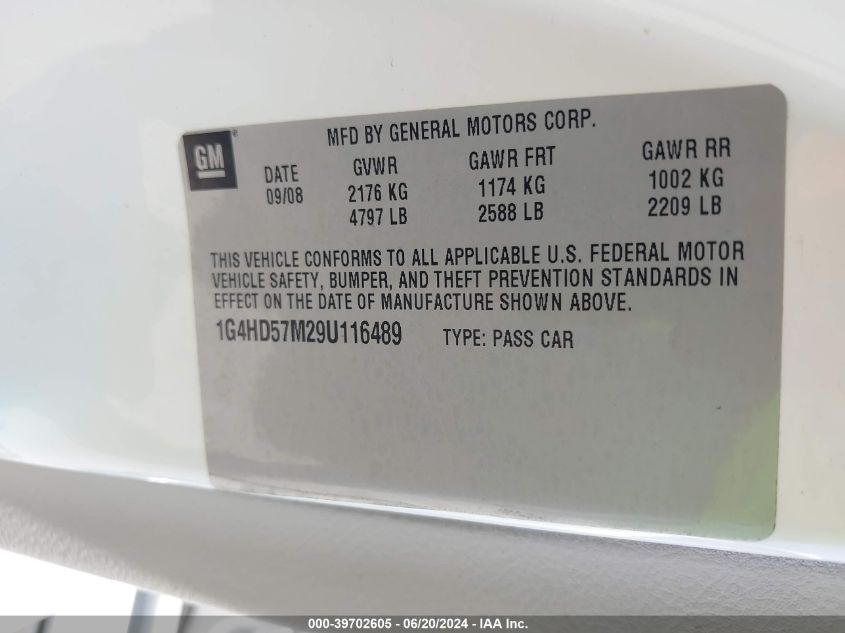 MFD BY GENERAL MOTORS CORP.
GM
DATE GVWR GAWR FRT GAWR RR
09/08 2176 KG 1174 KG 1002 KG
4797 LB 2588 LB 2209 LB
THIS VEHICLE CONFORMS TO ALL APPLICABLE U.S. FEDERAL MOTOR
VEHICLE SAFETY, BUMPER, AND THEFT PREVENTION STANDARDS IN
EFFECT ON THE DATE OF MANUFACTURE SHOWN ABOVE.
1G4HD57M29U116489 TYPE: PASS CAR
000-39702605 - 06/20/2024 - IAA Inc.